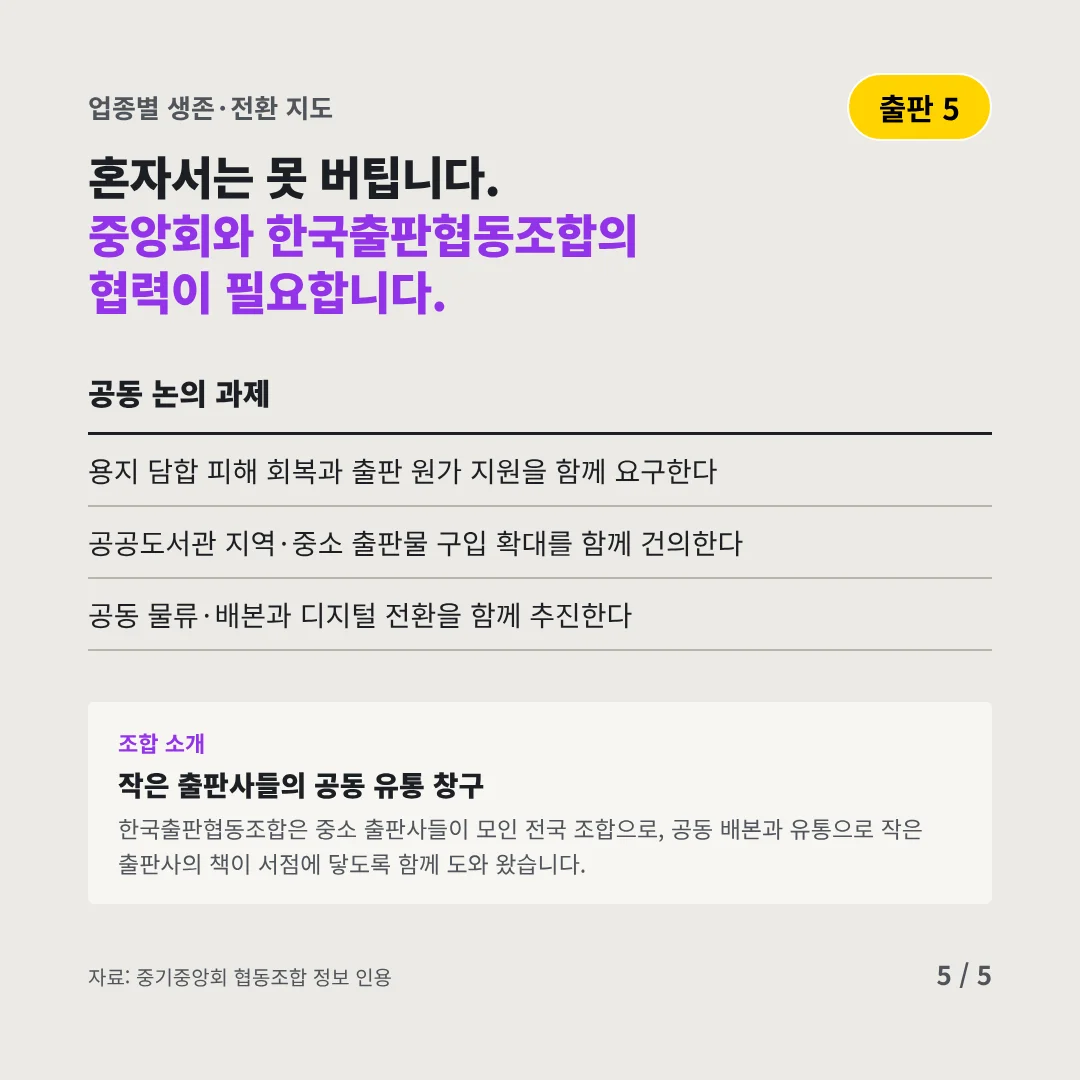 업종별 생존·전환 지도
출판 5
혼자서는 못 버팁니다.
중앙회와 한국출판협동조합의
협력이 필요합니다.
공동 논의 과제
용지 담합 피해 회복과 출판 원가 지원을 함께 요구한다
공공도서관 지역·중소 출판물 구입 확대를 함께 건의한다
공동 물류·배본과 디지털 전환을 함께 추진한다
조합 소개
작은 출판사들의 공동 유통 창구
한국출판협동조합은 중소 출판사들이 모인 전국 조합으로, 공동 배본과 유통으로 작은
출판사의 책이 서점에 닿도록 함께 도와 왔습니다.
자료: 중기중앙회 협동조합 정보 인용
5 / 5